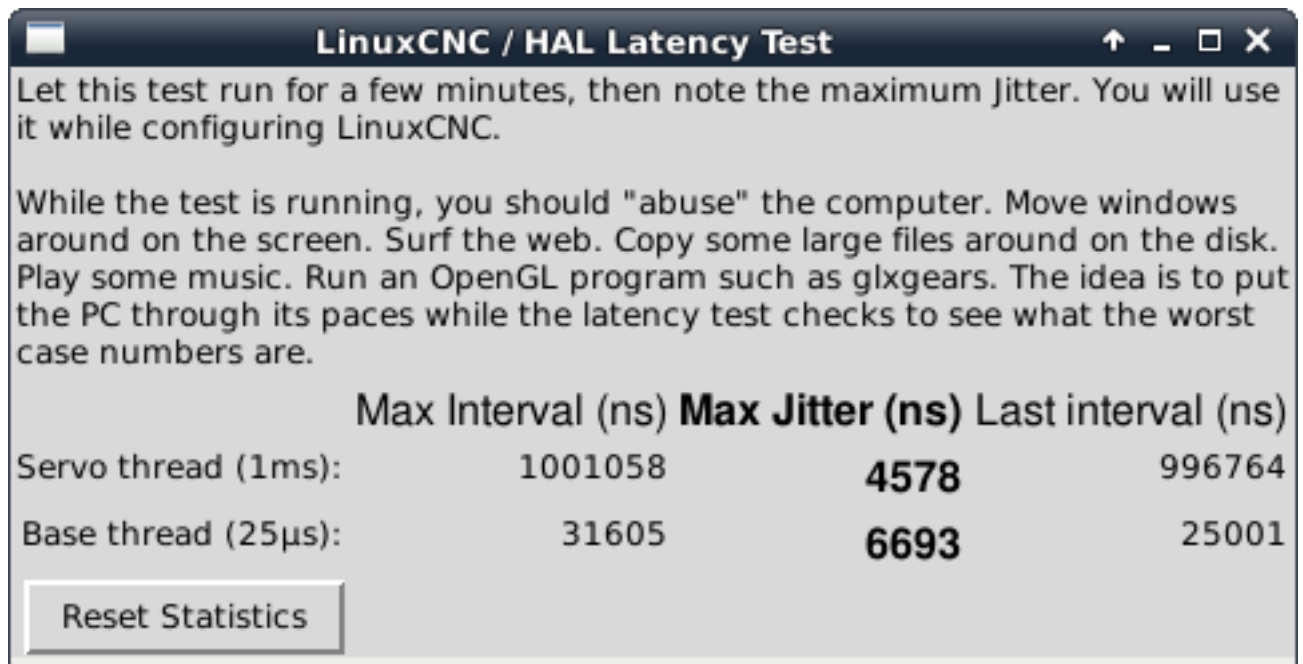 LinuxCNC / HAL Latency Test
Let this test run for a few minutes, then note the maximum Jitter. You will use
it while configuring LinuxCNC.
While the test is running, you should "abuse" the computer. Move windows
around on the screen. Surf the web. Copy some large files around on the disk.
Play some music. Run an OpenGL program such as glxgears. The idea is to put
the PC through its paces while the latency test checks to see what the worst
case numbers are.
Max Interval (ns) Max Jitter (ns) Last interval (ns)
Servo thread (1ms): 1001058 4578 996764
Base thread (25µs): 31605 6693 25001
Reset Statistics